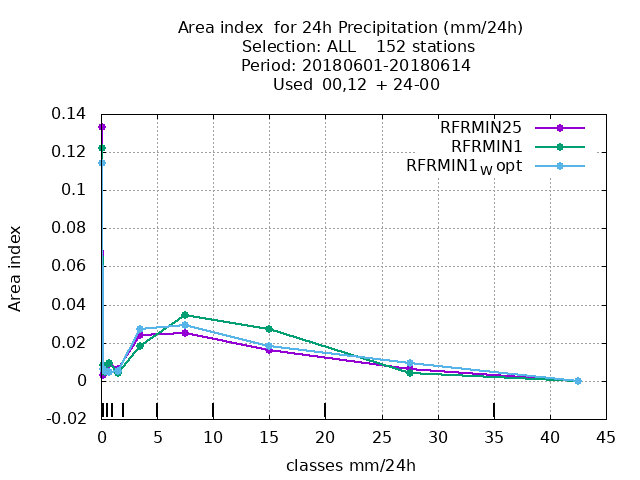 Area index  for 24h Precipitation (mm/24h)
Selection: ALL    152 stations
Period: 20180601-20180614
Used  00,12  + 24-00
RFRMIN25
RFRMIN1
RFRMIN1W opt
0.14
0.12
0.1
0.08
0.06
0.04
0.02
0
-0.02
Area index
0 5 10 15 20 25 30 35 40 45
classes mm/24h